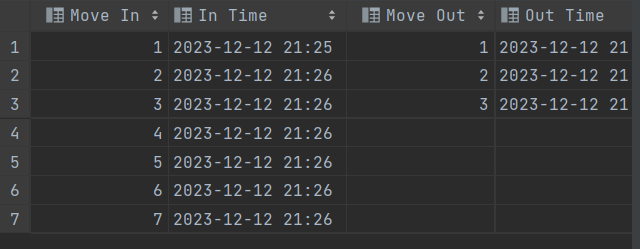 Move In In Time Move Out Out Time
1 1 2023-12-12 21:25 1 2023-12-12 21
2 2 2023-12-12 21:26 2 2023-12-12 21
3 3 2023-12-12 21:26 3 2023-12-12 21
4 4 2023-12-12 21:26
5 5 2023-12-12 21:26
6 6 2023-12-12 21:26
7 7 2023-12-12 21:26